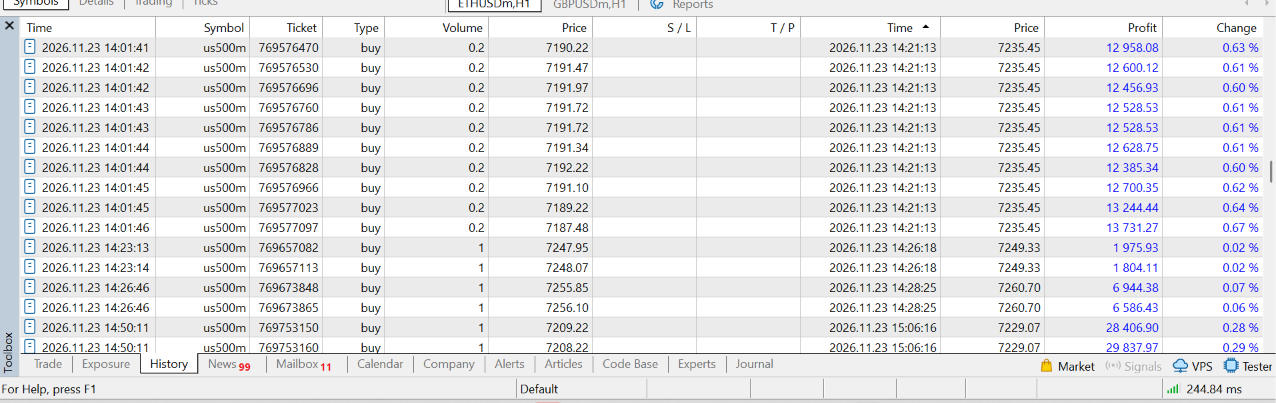 Symbols Details Trading Ticks ETHUSDm,H1 GBPUSDm,H1 Reports
Time Symbol Ticket Type Volume Price S / L T / P Time Price Profit Change
2026.11.23 14:01:41 us500m 769576470 buy 0.2 7190.22 2026.11.23 14:21:13 7235.45 12 958.08 0.63 %
2026.11.23 14:01:42 us500m 769576530 buy 0.2 7191.47 2026.11.23 14:21:13 7235.45 12 600.12 0.61 %
2026.11.23 14:01:42 us500m 769576696 buy 0.2 7191.97 2026.11.23 14:21:13 7235.45 12 456.93 0.60 %
2026.11.23 14:01:43 us500m 769576760 buy 0.2 7191.72 2026.11.23 14:21:13 7235.45 12 528.53 0.61 %
2026.11.23 14:01:43 us500m 769576786 buy 0.2 7191.72 2026.11.23 14:21:13 7235.45 12 528.53 0.61 %
2026.11.23 14:01:44 us500m 769576889 buy 0.2 7191.34 2026.11.23 14:21:13 7235.45 12 628.75 0.61 %
2026.11.23 14:01:44 us500m 769576828 buy 0.2 7192.22 2026.11.23 14:21:13 7235.45 12 385.34 0.60 %
2026.11.23 14:01:45 us500m 769576966 buy 0.2 7191.10 2026.11.23 14:21:13 7235.45 12 700.35 0.62 %
2026.11.23 14:01:45 us500m 769577023 buy 0.2 7189.22 2026.11.23 14:21:13 7235.45 13 244.44 0.64 %
2026.11.23 14:01:46 us500m 769577097 buy 0.2 7187.48 2026.11.23 14:21:13 7235.45 13 731.27 0.67 %
2026.11.23 14:23:13 us500m 769657082 buy 1 7247.95 2026.11.23 14:26:18 7249.33 1 975.93 0.02 %
2026.11.23 14:23:14 us500m 769657113 buy 1 7248.07 2026.11.23 14:26:18 7249.33 1 804.11 0.02 %
2026.11.23 14:26:46 us500m 769673848 buy 1 7255.85 2026.11.23 14:28:25 7260.70 6 944.38 0.07 %
2026.11.23 14:26:46 us500m 769673865 buy 1 7256.10 2026.11.23 14:28:25 7260.70 6 586.43 0.06 %
2026.11.23 14:50:11 us500m 769753150 buy 1 7209.22 2026.11.23 15:06:16 7229.07 28 406.90 0.28 %
2026.11.23 14:50:11 us500m 769753160 buy 1 7208.22 2026.11.23 15:06:16 7229.07 29 837.97 0.29 %
Toolbox
Trade Exposure History News 99 Mailbox 11 Calendar Company Alerts Articles Code Base Experts Journal Market Signals VPS Tester
For Help, press F1 Default 244.84 ms